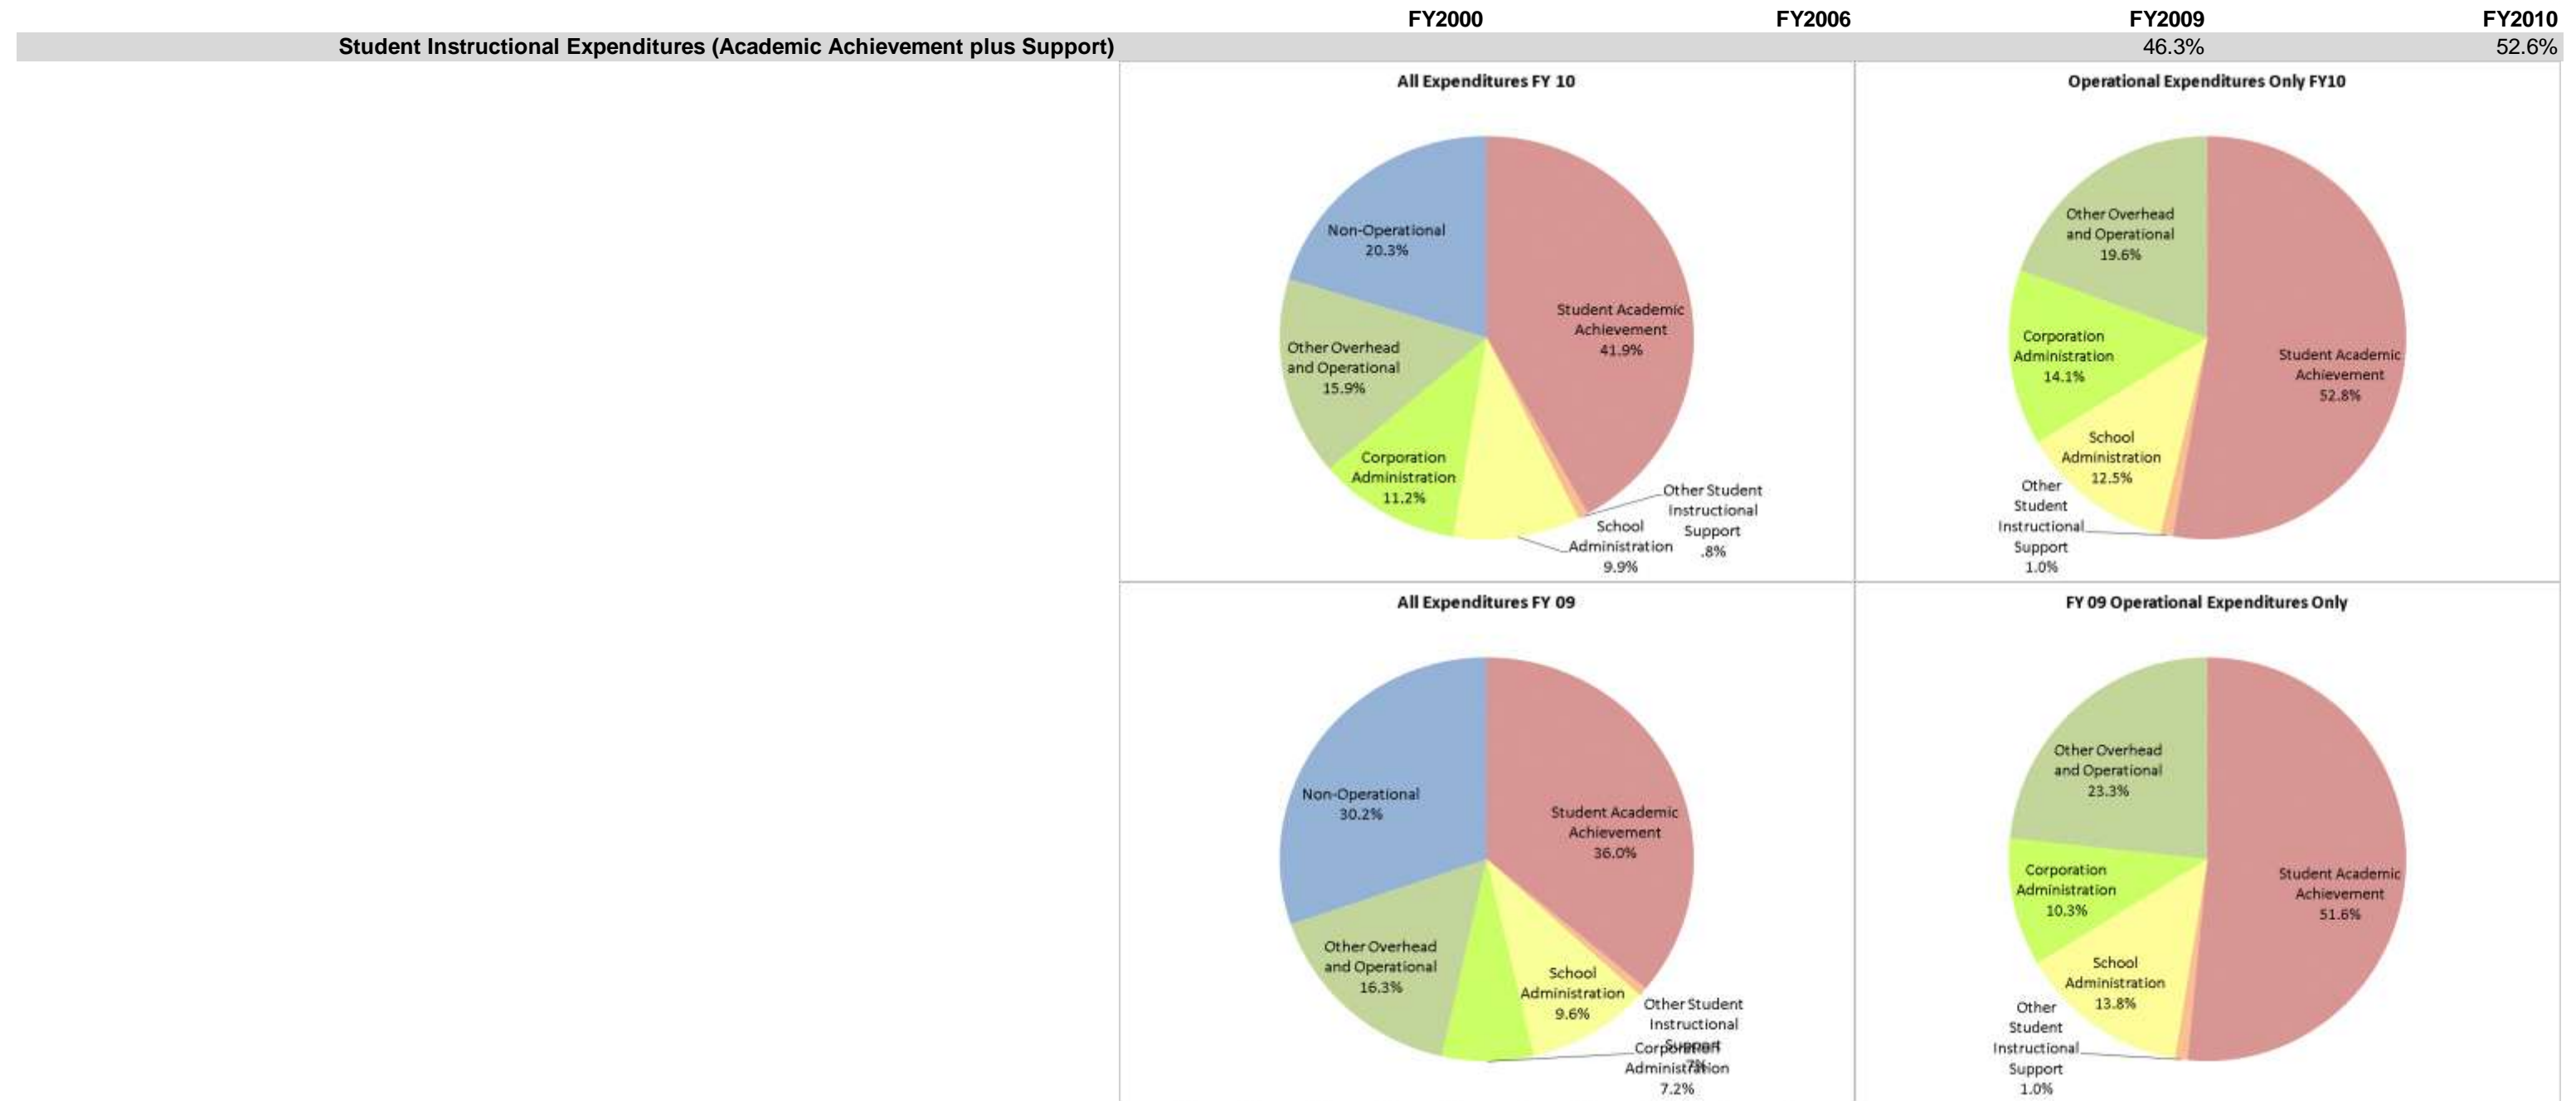 FY2000 FY2006 FY2009 FY2010
Student Instructional Expenditures (Academic Achievement plus Support) 46.3% 52.6%
All Expenditures FY 10
Non-Operational
20.3%
Student Academic
Achievement
41.9%
Other Overhead
and Operational
15.9%
Corporation
Administration
11.2%
Other Student
Instructional
Support
.8%
School
Administration
9.9%
Operational Expenditures Only FY10
Other Overhead
and Operational
19.6%
Corporation
Administration
14.1%
Student Academic
Achievement
52.8%
School
Administration
12.5%
Other
Student
Instructional
Support
1.0%
All Expenditures FY 09
Non-Operational
30.2%
Student Academic
Achievement
36.0%
Other Overhead
and Operational
16.3%
School
Administration
9.6%
Other Student
Instructional
Support
.7%
Corporation
Administration
7.2%
FY 09 Operational Expenditures Only
Other Overhead
and Operational
23.3%
Corporation
Administration
10.3%
Student Academic
Achievement
51.6%
School
Administration
13.8%
Other
Student
Instructional
Support
1.0%